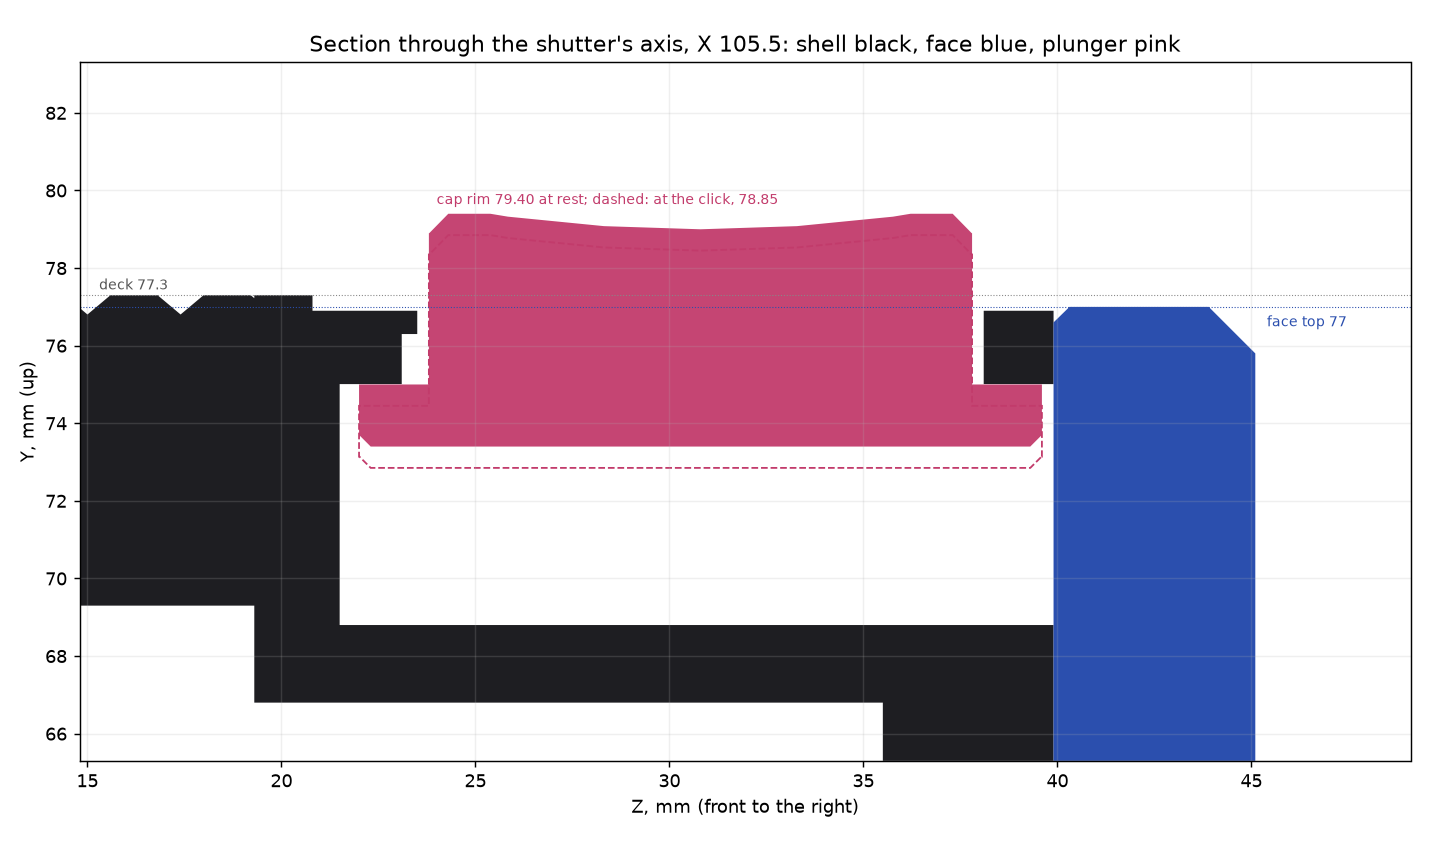 Section through the shutter's axis, X 105.5: shell black, face blue, plunger pink
82
80
78
76
74
72
70
68
66
Y, mm (up)
cap rim 79.40 at rest; dashed: at the click, 78.85
deck 77.3
face top 77
15
20
25
30
35
40
45
Z, mm (front to the right)